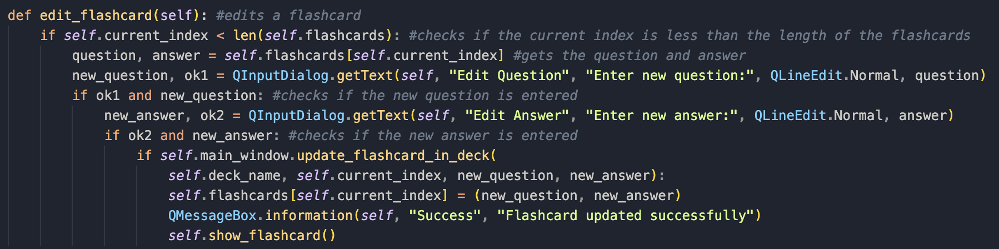 def edit_flashcard(self): #edits a flashcard
    if self.current_index < len(self.flashcards): #checks if the current index is less than the length of the flashcards
        question, answer = self.flashcards[self.current_index] #gets the question and answer
        new_question, ok1 = QInputDialog.getText(self, "Edit Question", "Enter new question:", QLineEdit.Normal, question)
        if ok1 and new_question: #checks if the new question is entered
            new_answer, ok2 = QInputDialog.getText(self, "Edit Answer", "Enter new answer:", QLineEdit.Normal, answer)
            if ok2 and new_answer: #checks if the new answer is entered
                if self.main_window.update_flashcard_in_deck(
                    self.deck_name, self.current_index, new_question, new_answer):
                    self.flashcards[self.current_index] = (new_question, new_answer)
                    QMessageBox.information(self, "Success", "Flashcard updated successfully")
                    self.show_flashcard()